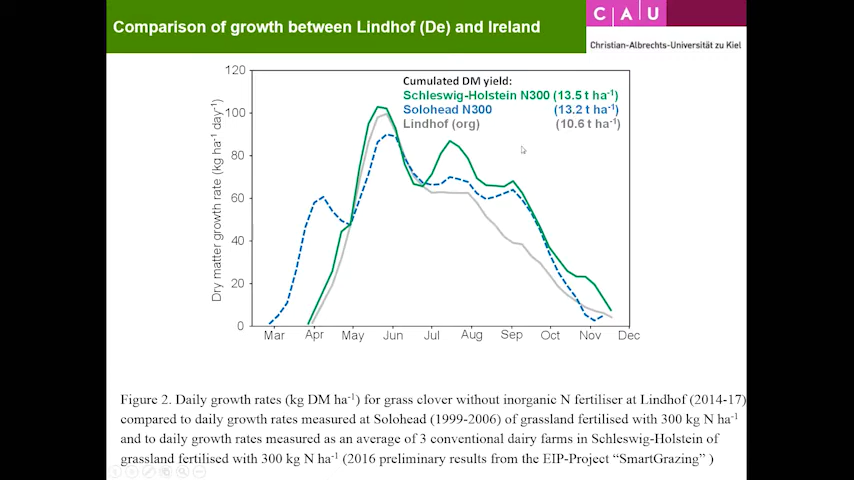 Comparison of growth between Lindhof (De) and Ireland
C|A|U
Christian-Albrechts-Universität zu Kiel
Cumulated DM yield:
Schleswig-Holstein N300 (13.5 t ha⁻¹)
Solohead N300 (13.2 t ha⁻¹)
Lindhof (org) (10.6 t ha⁻¹)
Dry matter growth rate (kg ha⁻¹ day⁻¹)
120
100
80
60
40
20
0
Mar Apr May Jun Jul Aug Sep Oct Nov Dec
Figure 2. Daily growth rates (kg DM ha⁻¹) for grass clover without inorganic N fertiliser at Lindhof (2014-17)
compared to daily growth rates measured at Solohead (1999-2006) of grassland fertilised with 300 kg N ha⁻¹
and to daily growth rates measured as an average of 3 conventional dairy farms in Schleswig-Holstein of
grassland fertilised with 300 kg N ha⁻¹ (2016 preliminary results from the EIP-Project “SmartGrazing” )